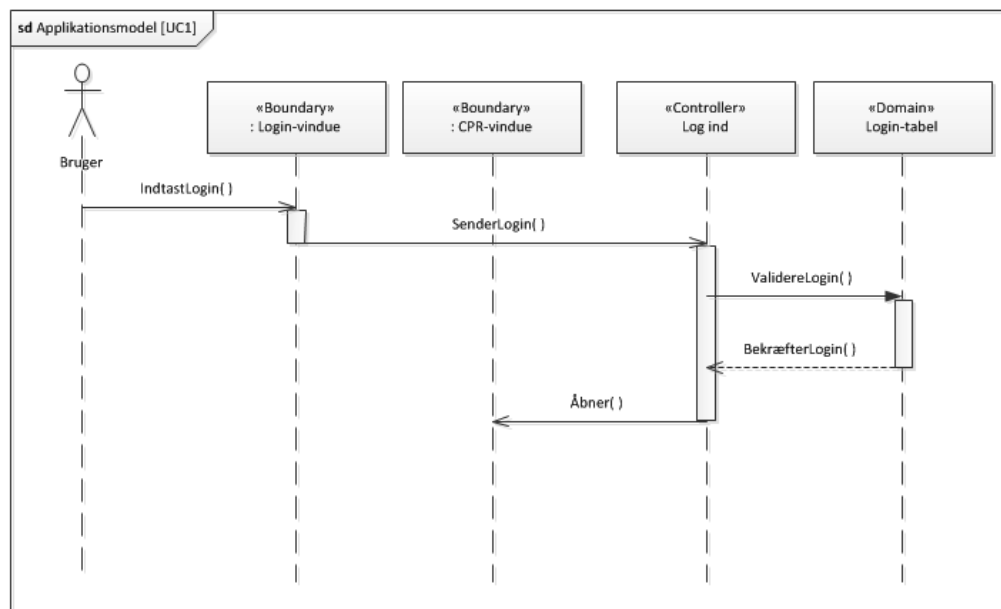 sd Applikationsmodel [UC1]
«Boundary»
: Login-vindue
«Boundary»
: CPR-vindue
«Controller»
Log ind
«Domain»
Login-tabel
Bruger
IndtastLogin( )
SenderLogin( )
ValidereLogin( )
BekræfterLogin( )
Åbner( )